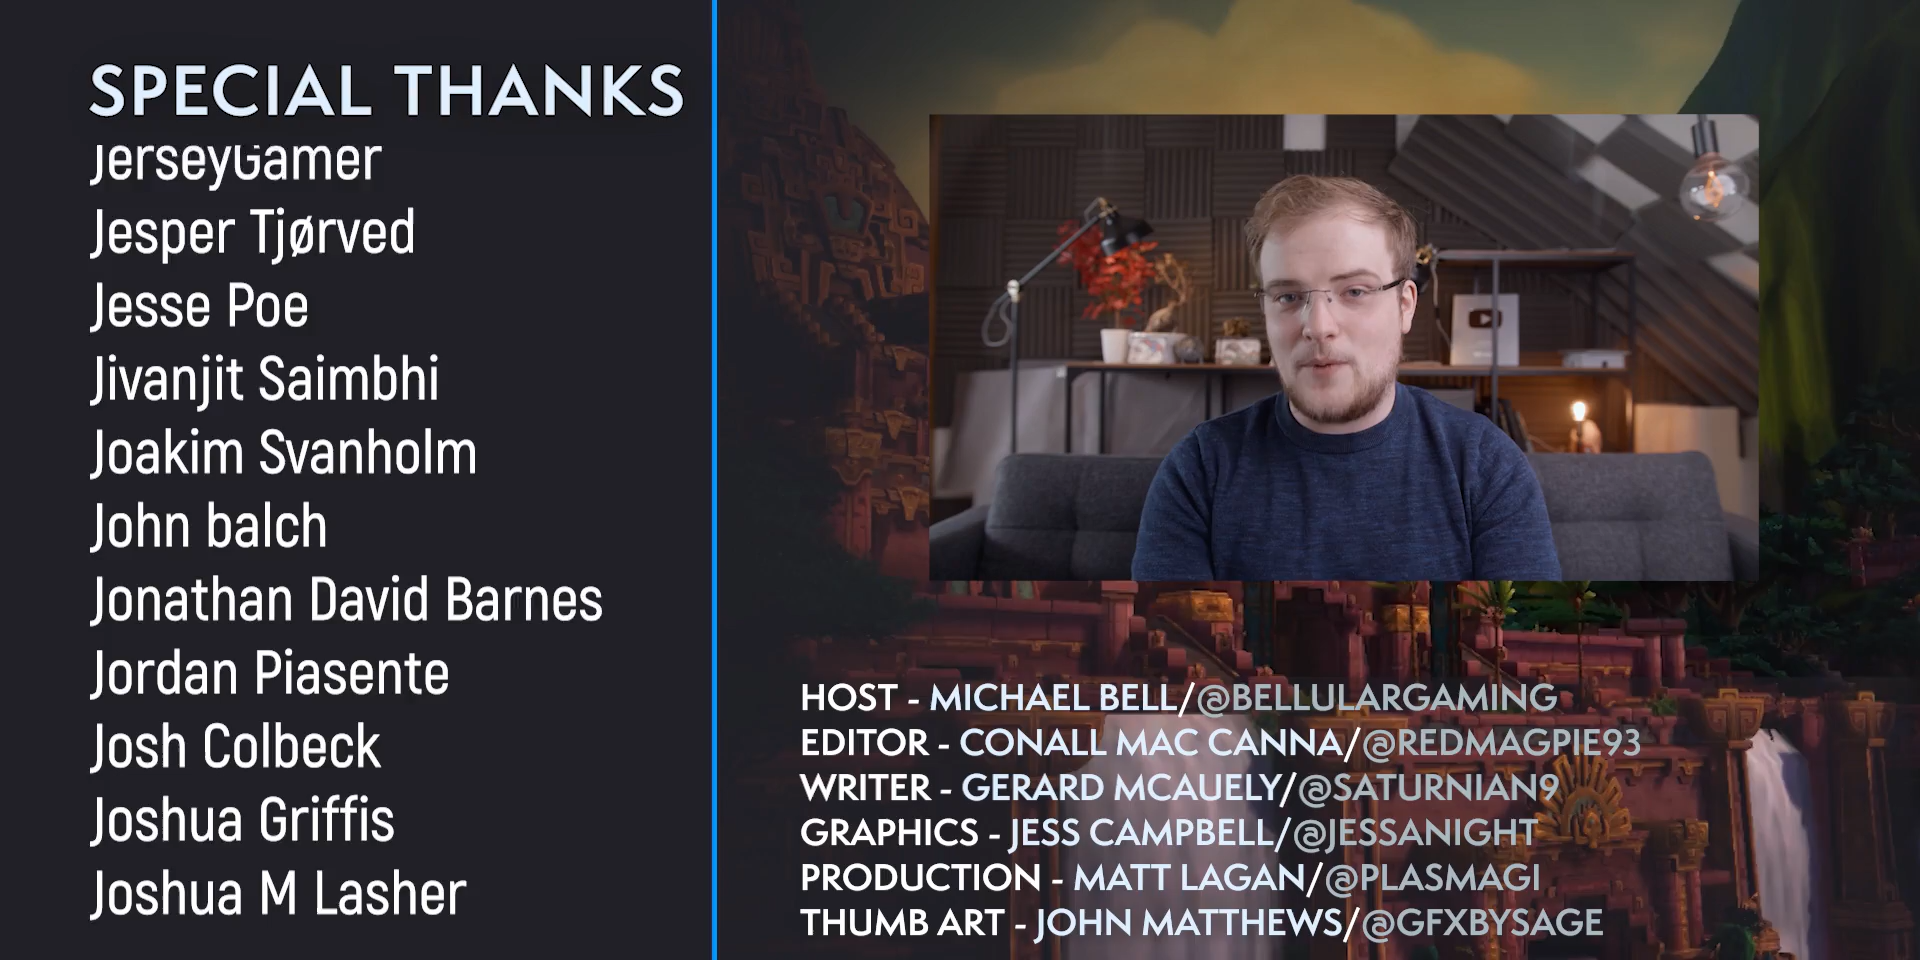 SPECIAL THANKS
JerseyGamer
Jesper Tjørved
Jesse Poe
Jivanjit Saimbhi
Joakim Svanholm
John balch
Jonathan David Barnes
Jordan Piasente
Josh Colbeck
Joshua Griffis
Joshua M Lasher
HOST - MICHAEL BELL/@BELLULARGAMING
EDITOR - CONALL MAC CANNA/@REDMAGPIE93
WRITER - GERARD MCAUELY/@SATURNIAN9
GRAPHICS - JESS CAMPBELL/@JESSANIGHT
PRODUCTION - MATT LAGAN/@PLASMAGI
THUMB ART - JOHN MATTHEWS/@GFXBYSAGE